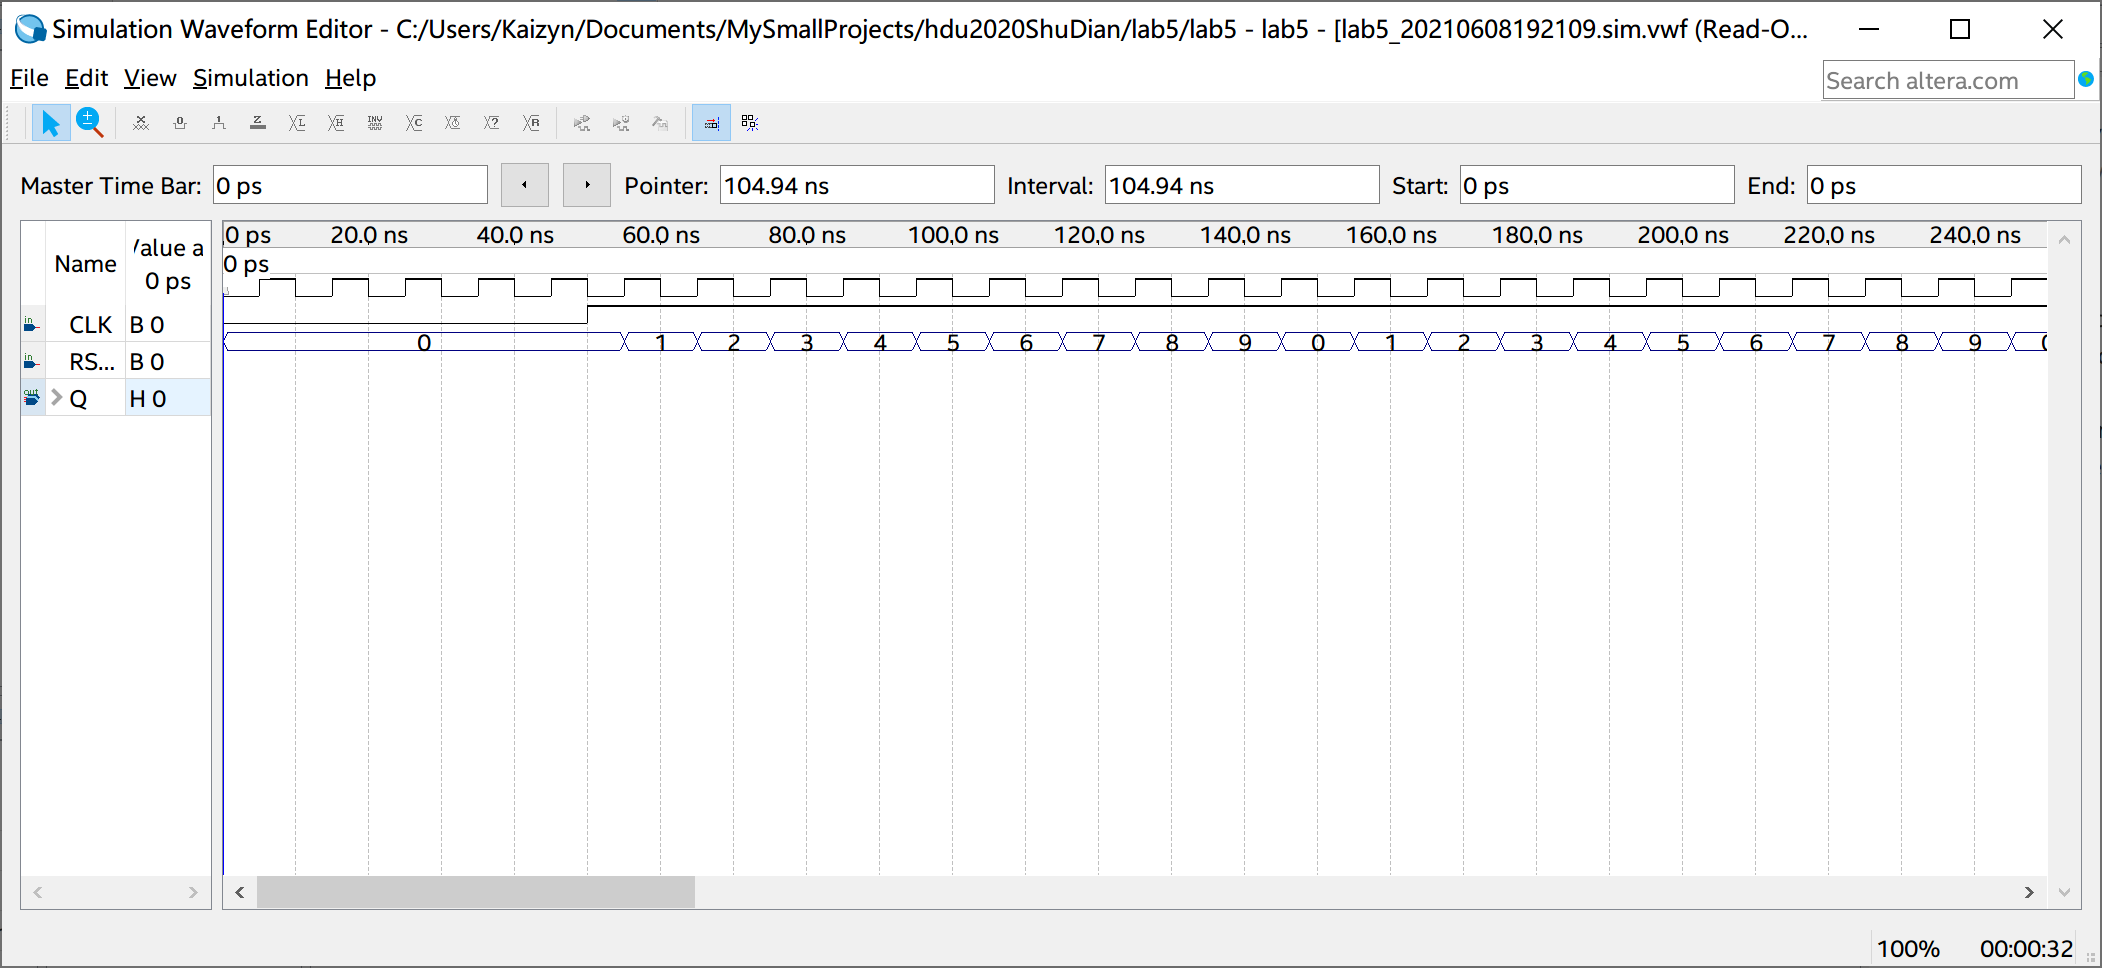 Simulation Waveform Editor - C:/Users/Kaizyn/Documents/MySmallProjects/hdu2020ShuDian/lab5/lab5 - lab5 - [lab5_20210608192109.sim.vwf (Read-O...
File Edit View Simulation Help
Search altera.com
Master Time Bar: 0 ps Pointer: 104.94 ns Interval: 104.94 ns Start: 0 ps End: 0 ps
Name Value a
0 ps
0 ps 20.0 ns 40.0 ns 60.0 ns 80.0 ns 100.0 ns 120.0 ns 140.0 ns 160.0 ns 180.0 ns 200.0 ns 220.0 ns 240.0 ns
0 ps
CLK B 0
RS... B 0
Q H 0
0 1 2 3 4 5 6 7 8 9 0 1 2 3 4 5 6 7 8 9 0
100% 00:00:32